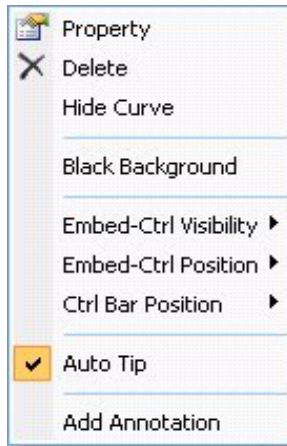 Property
Delete
Hide Curve
Black Background
Embed-Ctrl Visibility
Embed-Ctrl Position
Ctrl Bar Position
Auto Tip
Add Annotation